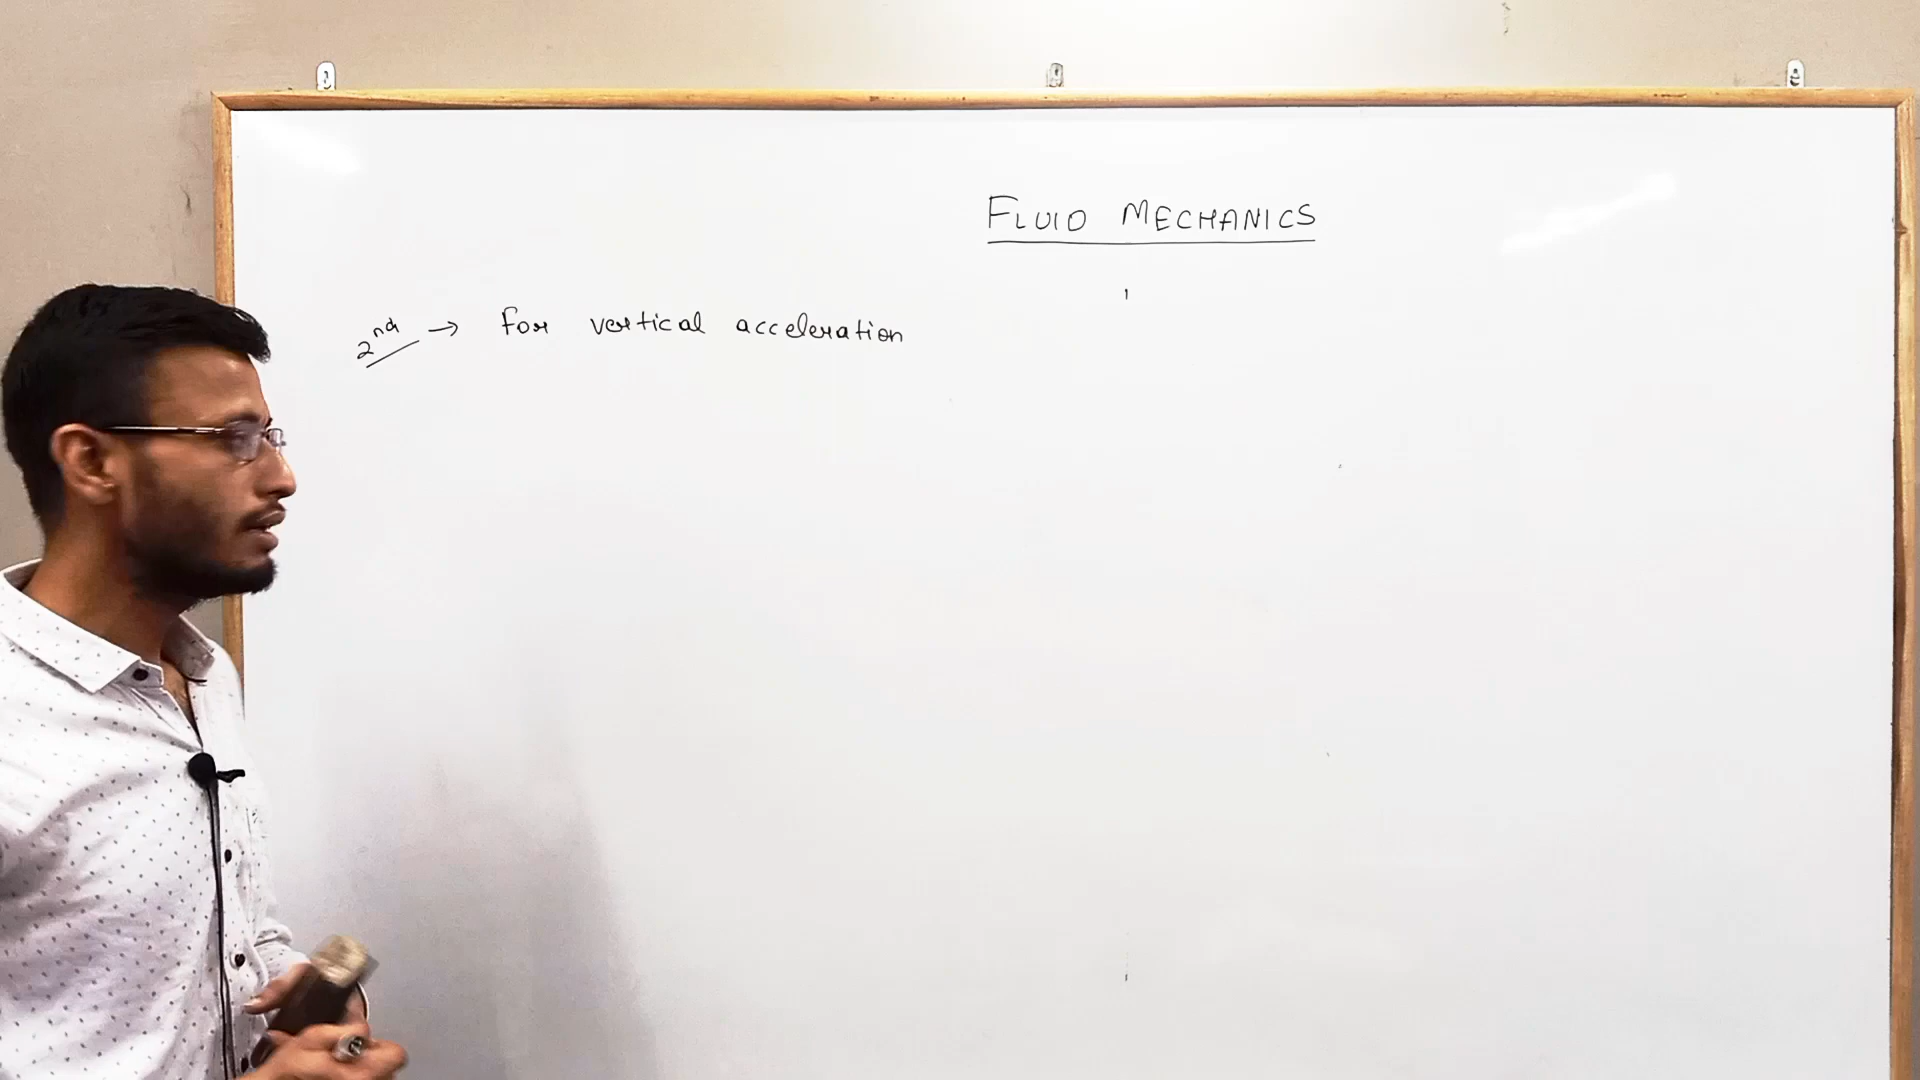 FLUID MECHANICS
2nd → For vertical acceleration